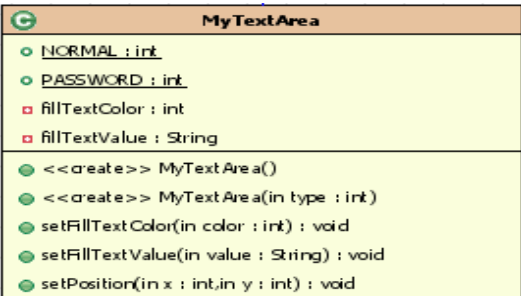 C MyTextArea
NORMAL : int
PASSWORD : int
fillTextColor : int
fillTextValue : String
<<create>> MyTextArea()
<<create>> MyTextArea(in type : int)
setFillTextColor(in color : int) : void
setFillTextValue(in value : String) : void
setPosition(in x : int,in y : int) : void